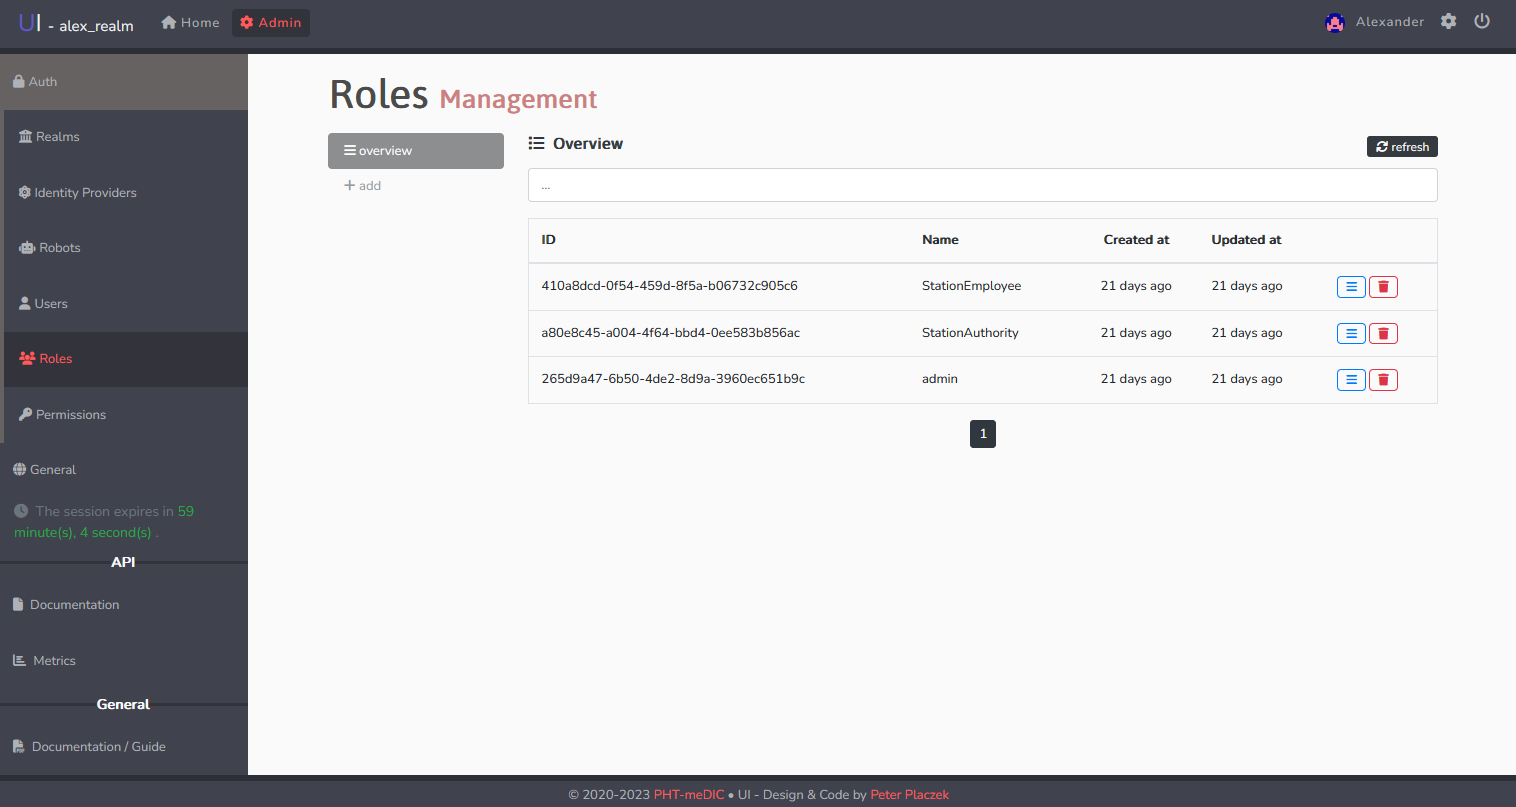 UI - alex_realm Home Admin Alexander
Auth
Realms
Identity Providers
Robots
Users
Roles
Permissions
General
The session expires in 59
minute(s), 4 second(s) .
API
Documentation
Metrics
General
Documentation / Guide
Roles Management
overview
add
Overview
refresh
...
ID Name Created at Updated at
410a8dcd-0f54-459d-8f5a-b06732c905c6 StationEmployee 21 days ago 21 days ago
a80e8c45-a004-4f64-bbd4-0ee583b856ac StationAuthority 21 days ago 21 days ago
265d9a47-6b50-4de2-8d9a-3960ec651b9c admin 21 days ago 21 days ago
1
© 2020-2023 PHT-meDIC • UI - Design & Code by Peter Placzek